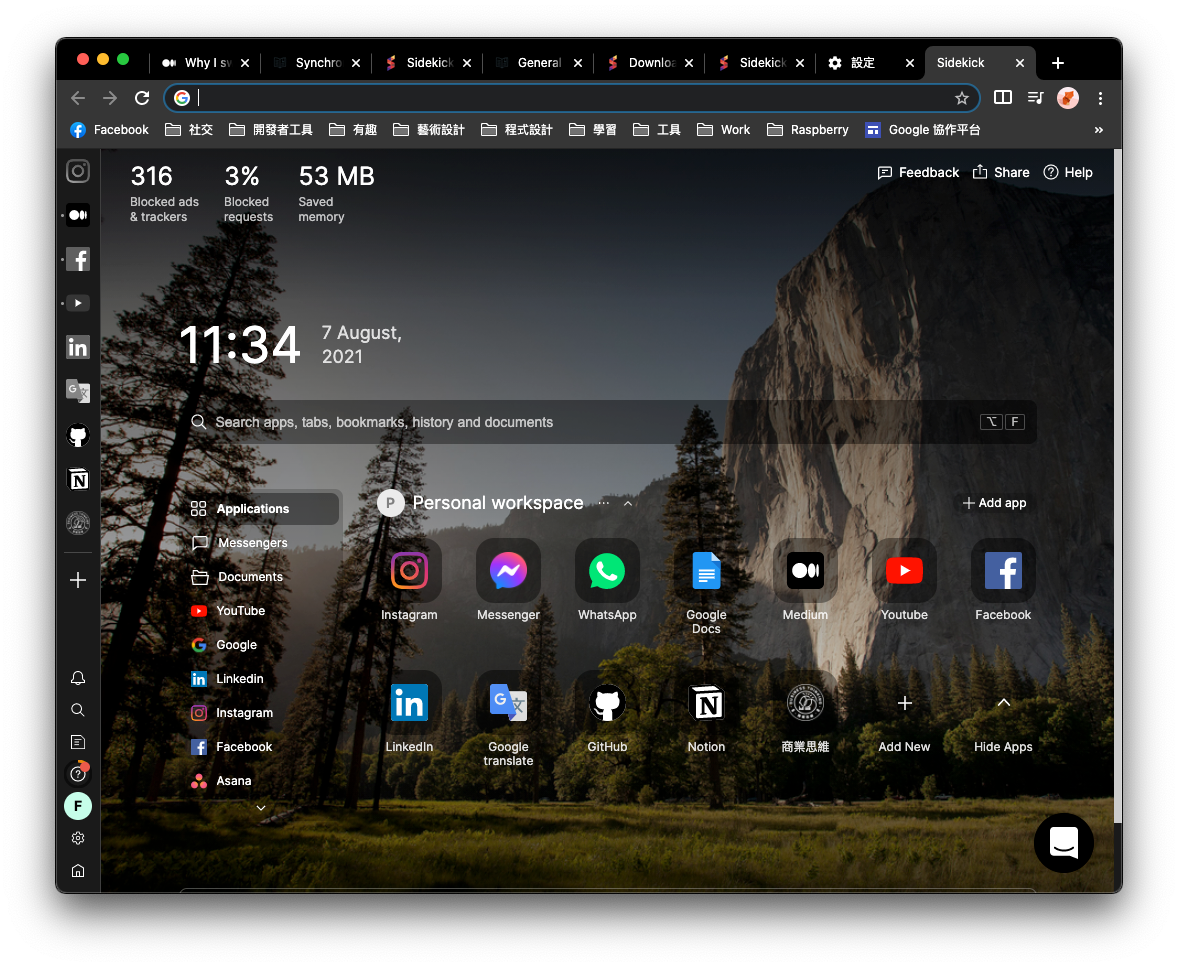 Why I sw
Synchro
Sidekick
General
Downloa
Sidekick
設定
Sidekick
Facebook
社交
開發者工具
有趣
藝術設計
程式設計
學習
工具
Work
Raspberry
Google 協作平台
»
316
3%
53 MB
Feedback
Share
Help
Blocked ads
& trackers
Blocked
requests
Saved
memory
11:34
7 August,
2021
Search apps, tabs, bookmarks, history and documents
⌥ F
Applications
Messengers
Documents
YouTube
Google
Linkedin
Instagram
Facebook
Asana
P
Personal workspace
...
Add app
Instagram
Messenger
WhatsApp
Google
Docs
Medium
Youtube
Facebook
LinkedIn
Google
translate
GitHub
Notion
商業思維
Add New
Hide Apps
F